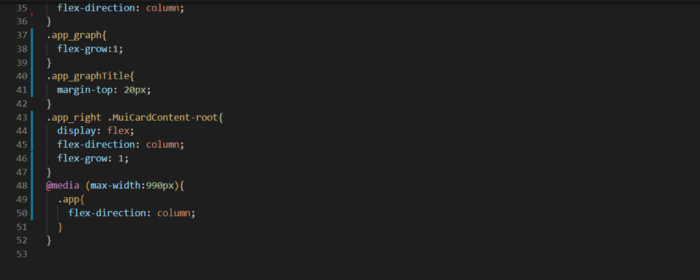 35 flex-direction: column;
36 }
37 .app_graph{
38 flex-grow:1;
39 }
40 .app_graphTitle{
41 margin-top: 20px;
42 }
43 .app_right .MuiCardContent-root{
44 display: flex;
45 flex-direction: column;
46 flex-grow: 1;
47 }
48 @media (max-width:990px){
49 .app{
50 flex-direction: column;
51 }
52 }
53